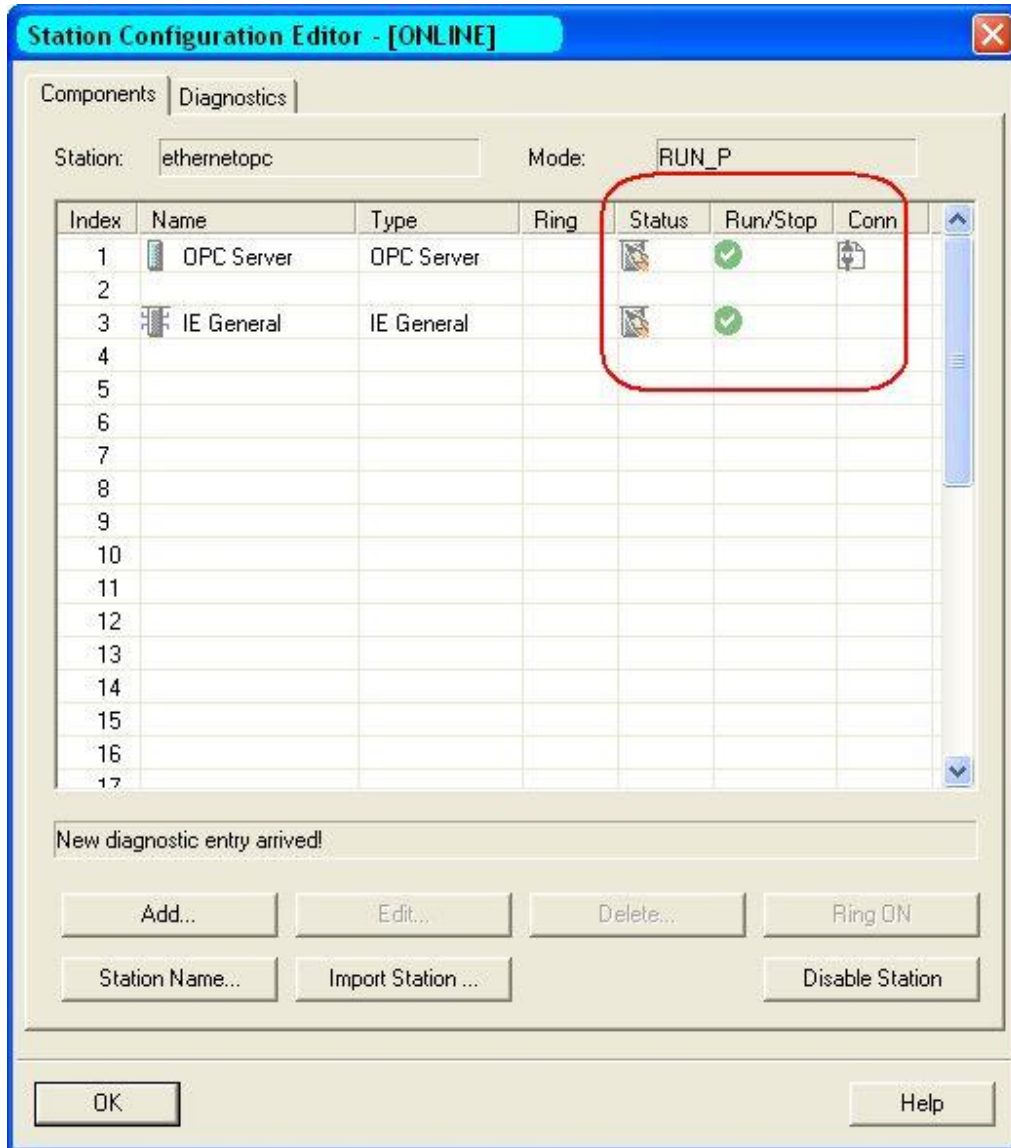 Station Configuration Editor - [ONLINE]
Components Diagnostics
Station: ethernetopc Mode: RUN_P
Index Name Type Ring Status Run/Stop Conn
1 OPC Server OPC Server
2
3 IE General IE General
4
5
6
7
8
9
10
11
12
13
14
15
16
17
New diagnostic entry arrived!
Add... Edit... Delete... Ring ON
Station Name... Import Station ... Disable Station
OK Help